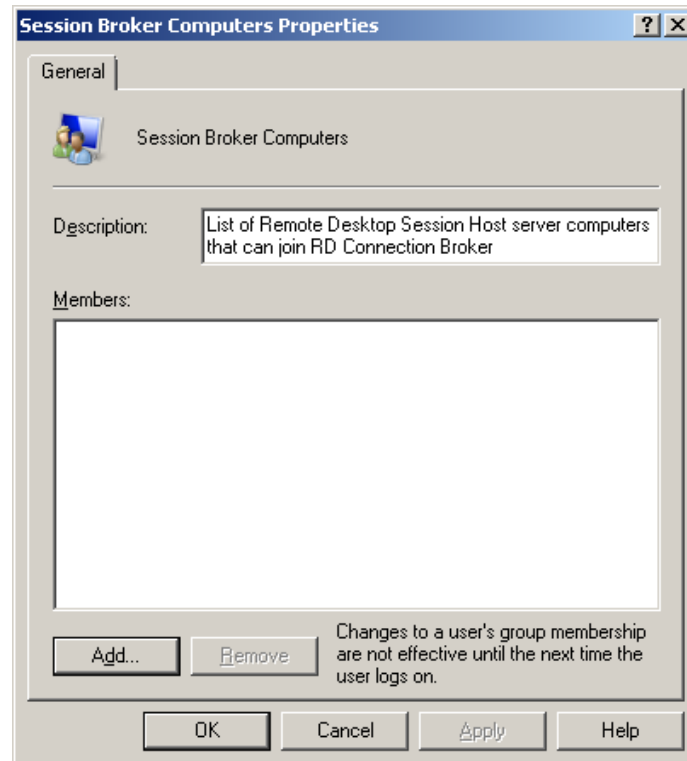 Session Broker Computers Properties
?
X
General
Session Broker Computers
Description:
List of Remote Desktop Session Host server computers
that can join RD Connection Broker
Members:
Add...
Remove
Changes to a user's group membership
are not effective until the next time the
user logs on.
OK
Cancel
Apply
Help